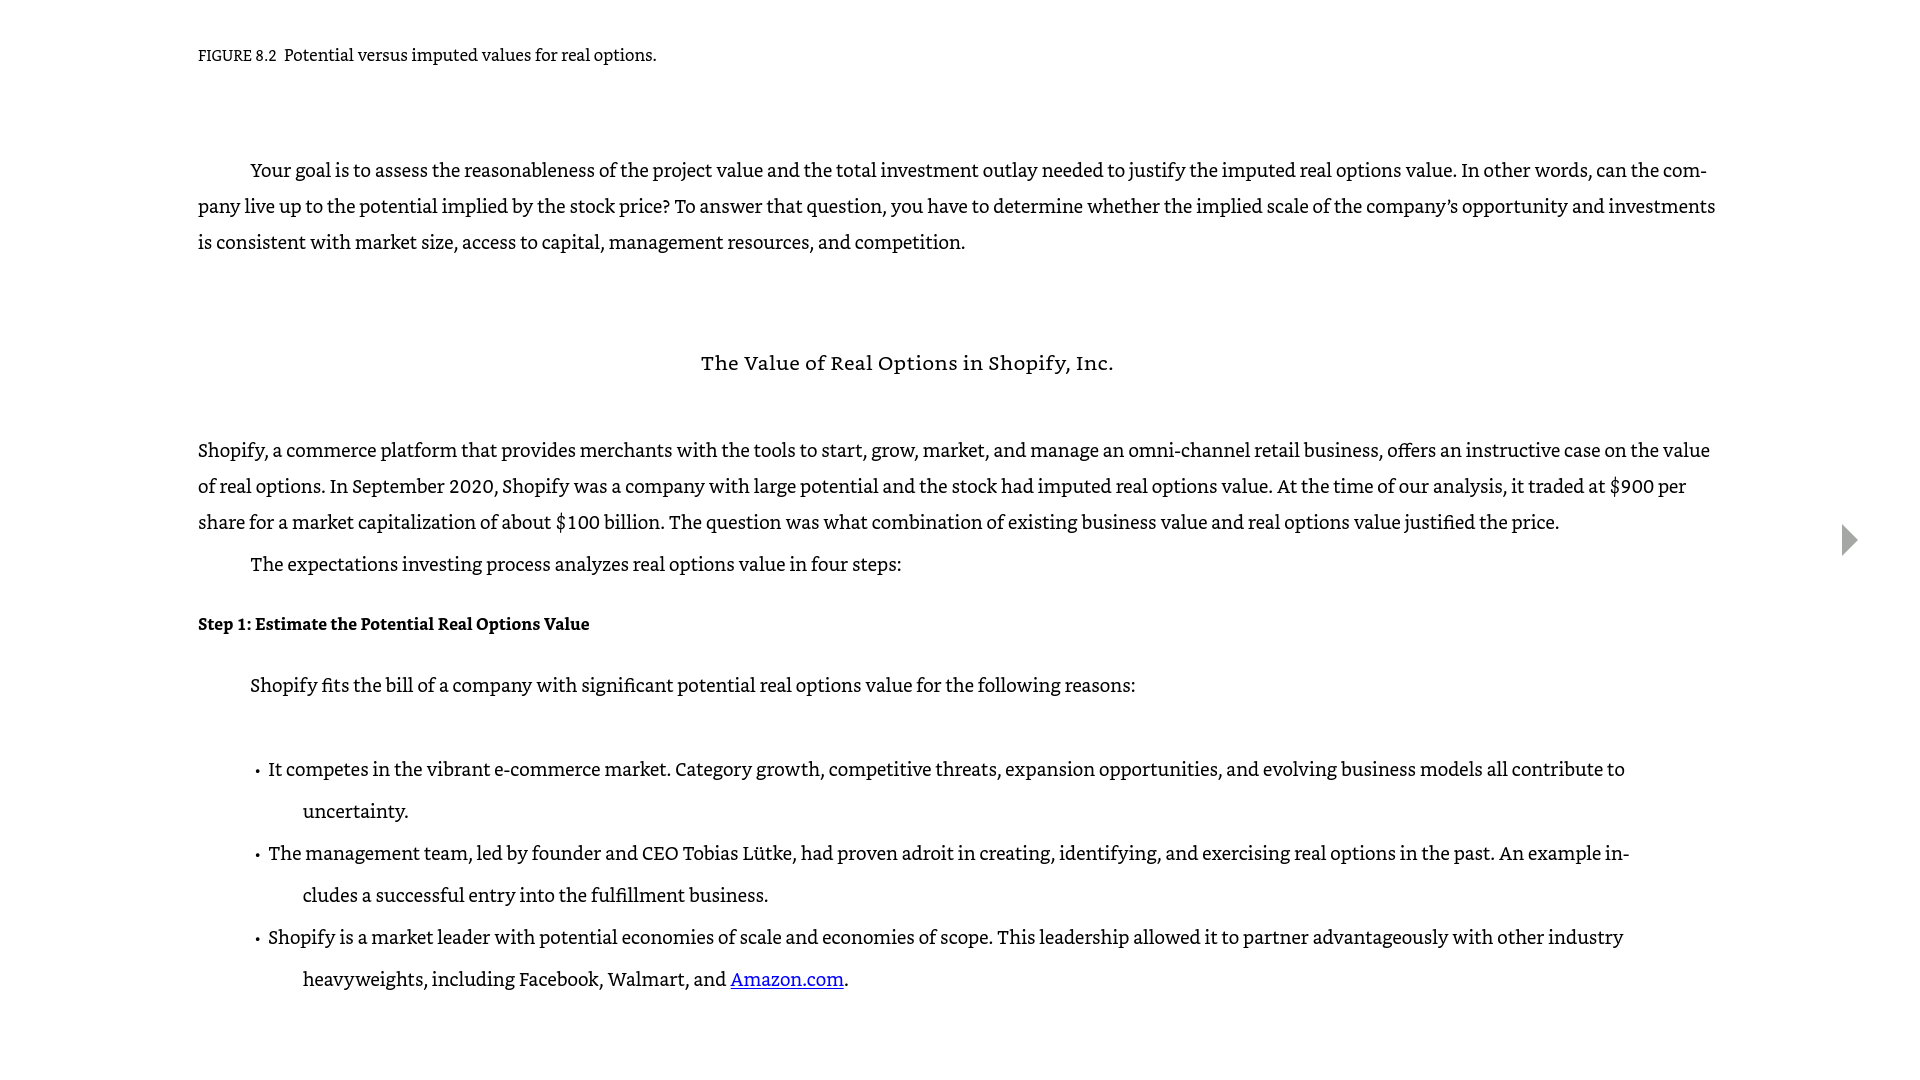 FIGURE 8.2 Potential versus imputed values for real options.
Your goal is to assess the reasonableness of the project value and the total investment outlay needed to justify the imputed real options value. In other words, can the com-
pany live up to the potential implied by the stock price? To answer that question, you have to determine whether the implied scale of the company’s opportunity and investments
is consistent with market size, access to capital, management resources, and competition.
The Value of Real Options in Shopify, Inc.
Shopify, a commerce platform that provides merchants with the tools to start, grow, market, and manage an omni-channel retail business, offers an instructive case on the value
of real options. In September 2020, Shopify was a company with large potential and the stock had imputed real options value. At the time of our analysis, it traded at $900 per
share for a market capitalization of about $100 billion. The question was what combination of existing business value and real options value justified the price.
The expectations investing process analyzes real options value in four steps:
Step 1: Estimate the Potential Real Options Value
Shopify fits the bill of a company with significant potential real options value for the following reasons:
• It competes in the vibrant e-commerce market. Category growth, competitive threats, expansion opportunities, and evolving business models all contribute to
uncertainty.
• The management team, led by founder and CEO Tobias Lütke, had proven adroit in creating, identifying, and exercising real options in the past. An example in-
cludes a successful entry into the fulfillment business.
• Shopify is a market leader with potential economies of scale and economies of scope. This leadership allowed it to partner advantageously with other industry
heavyweights, including Facebook, Walmart, and Amazon.com.